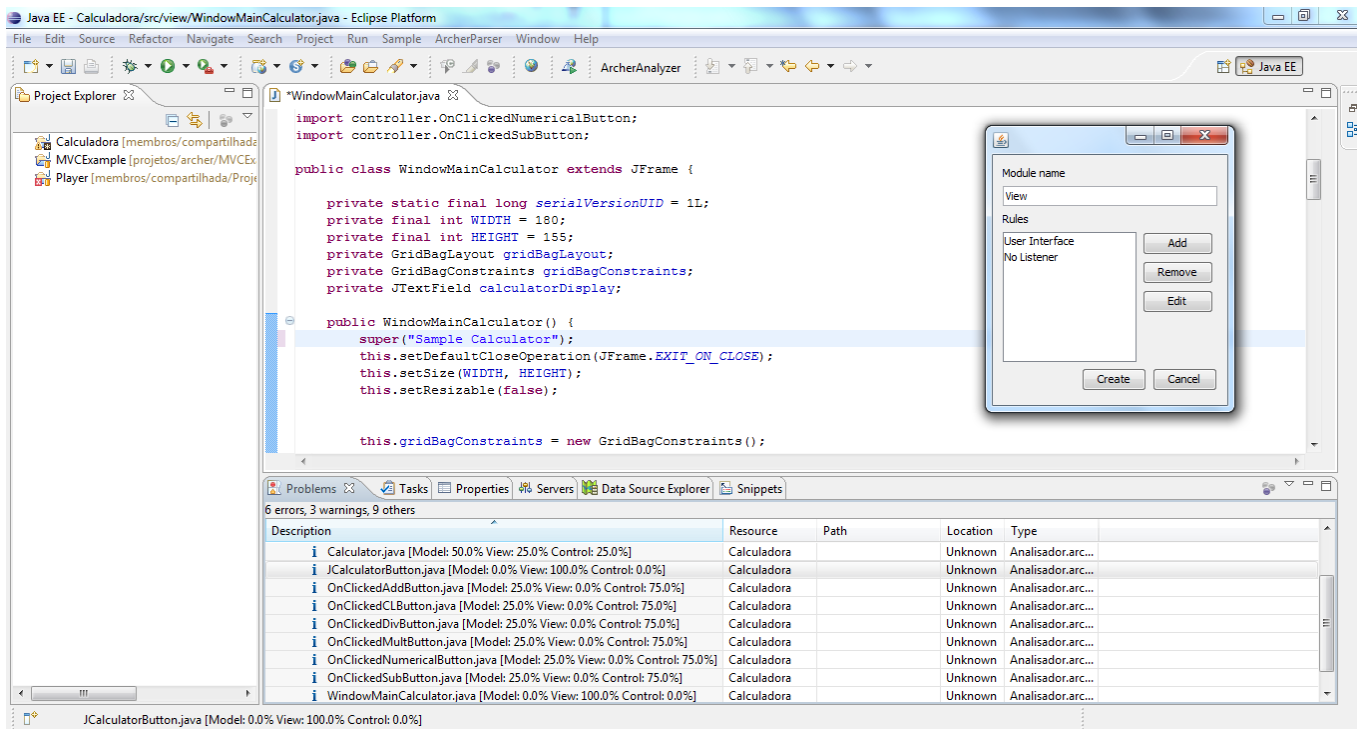 Java EE - Calculadora/src/view/WindowMainCalculator.java - Eclipse Platform
File Edit Source Refactor Navigate Search Project Run Sample ArcherParser Window Help
ArcherAnalyzer
Java EE
Project Explorer
Calculadora [membros/compartilhada
MVCExample [projetos/archer/MVCEx
Player [membros/compartilhada/Proje
*WindowMainCalculator.java
import controller.OnClickedNumericalButton;
import controller.OnClickedSubButton;
public class WindowMainCalculator extends JFrame {
private static final long serialVersionUID = 1L;
private final int WIDTH = 180;
private final int HEIGHT = 155;
private GridBagLayout gridBagLayout;
private GridBagConstraints gridBagConstraints;
private JTextField calculatorDisplay;
public WindowMainCalculator() {
super("Sample Calculator");
this.setDefaultCloseOperation(JFrame.EXIT_ON_CLOSE);
this.setSize(WIDTH, HEIGHT);
this.setResizable(false);
this.gridBagConstraints = new GridBagConstraints();
Module name
View
Rules
User Interface
No Listener
Add
Remove
Edit
Create Cancel
Problems Tasks Properties Servers Data Source Explorer Snippets
6 errors, 3 warnings, 9 others
Description Resource Path Location Type
Calculator.java [Model: 50.0% View: 25.0% Control: 25.0%] Calculadora Unknown Analisador.arc...
JCalculatorButton.java [Model: 0.0% View: 100.0% Control: 0.0%] Calculadora Unknown Analisador.arc...
OnClickedAddButton.java [Model: 25.0% View: 0.0% Control: 75.0%] Calculadora Unknown Analisador.arc...
OnClickedCLButton.java [Model: 25.0% View: 0.0% Control: 75.0%] Calculadora Unknown Analisador.arc...
OnClickedDivButton.java [Model: 25.0% View: 0.0% Control: 75.0%] Calculadora Unknown Analisador.arc...
OnClickedMultButton.java [Model: 25.0% View: 0.0% Control: 75.0%] Calculadora Unknown Analisador.arc...
OnClickedNumericalButton.java [Model: 25.0% View: 0.0% Control: 75.0%] Calculadora Unknown Analisador.arc...
OnClickedSubButton.java [Model: 25.0% View: 0.0% Control: 75.0%] Calculadora Unknown Analisador.arc...
WindowMainCalculator.java [Model: 0.0% View: 100.0% Control: 0.0%] Calculadora Unknown Analisador.arc...
JCalculatorButton.java [Model: 0.0% View: 100.0% Control: 0.0%]